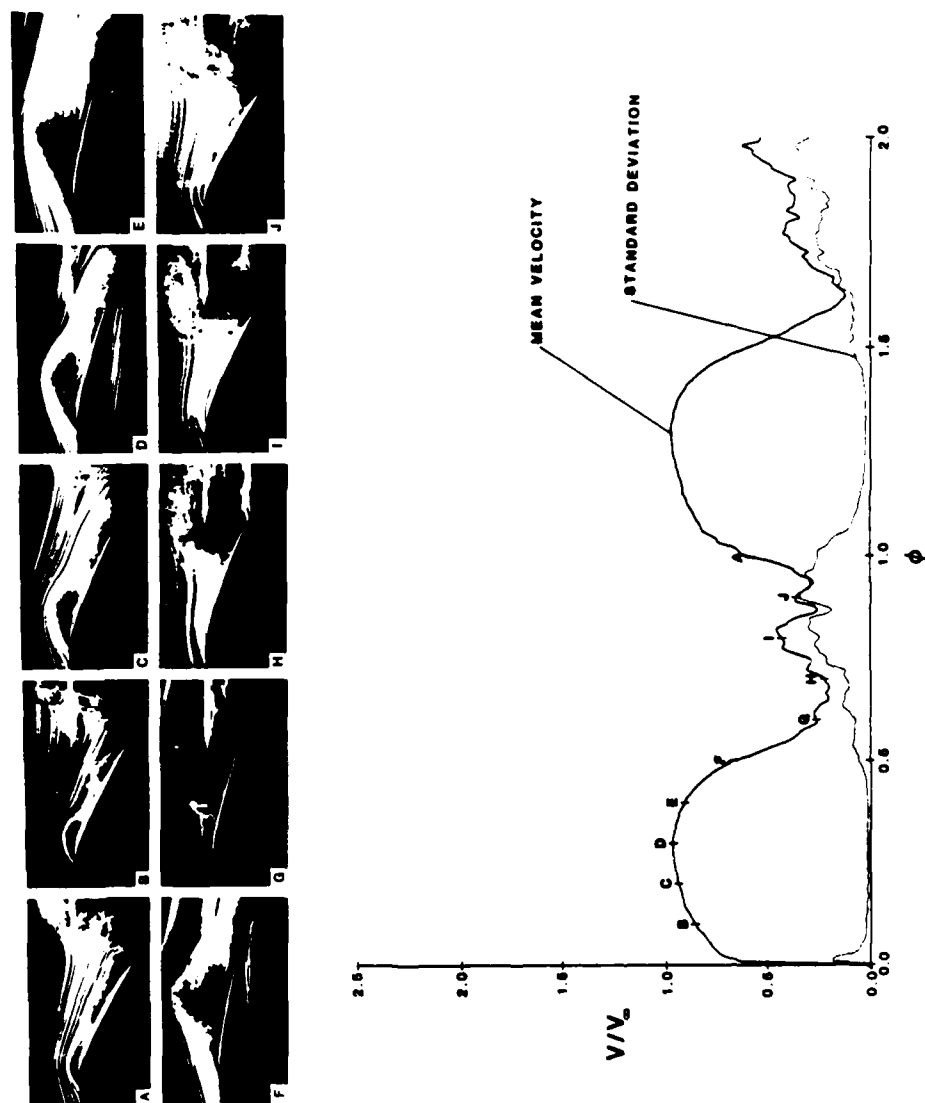 A B C D E
F G H I J
2.5
2.0
1.5
1.0
0.5
0.0
V/V∞
MEAN VELOCITY
STANDARD DEVIATION
B C D E F G H I J A
0.0 0.5 1.0 1.5 2.0
ϕ